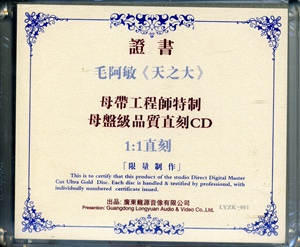 證書
毛阿敏《天之大》
母帶工程師特制
母盤級品質直刻CD
1:1直刻
「限量制作」
This is to certify that this product of the studio Direct Digital Master
Cut Ultra Gold Disc. Each disc is handled & testified by professional, with
individually numbered certificate issued.
出品: 廣東龍源音像有限公司
Presention: Guangdong Longyuan Audio & Video Co.,Ltd.
LYZK-001